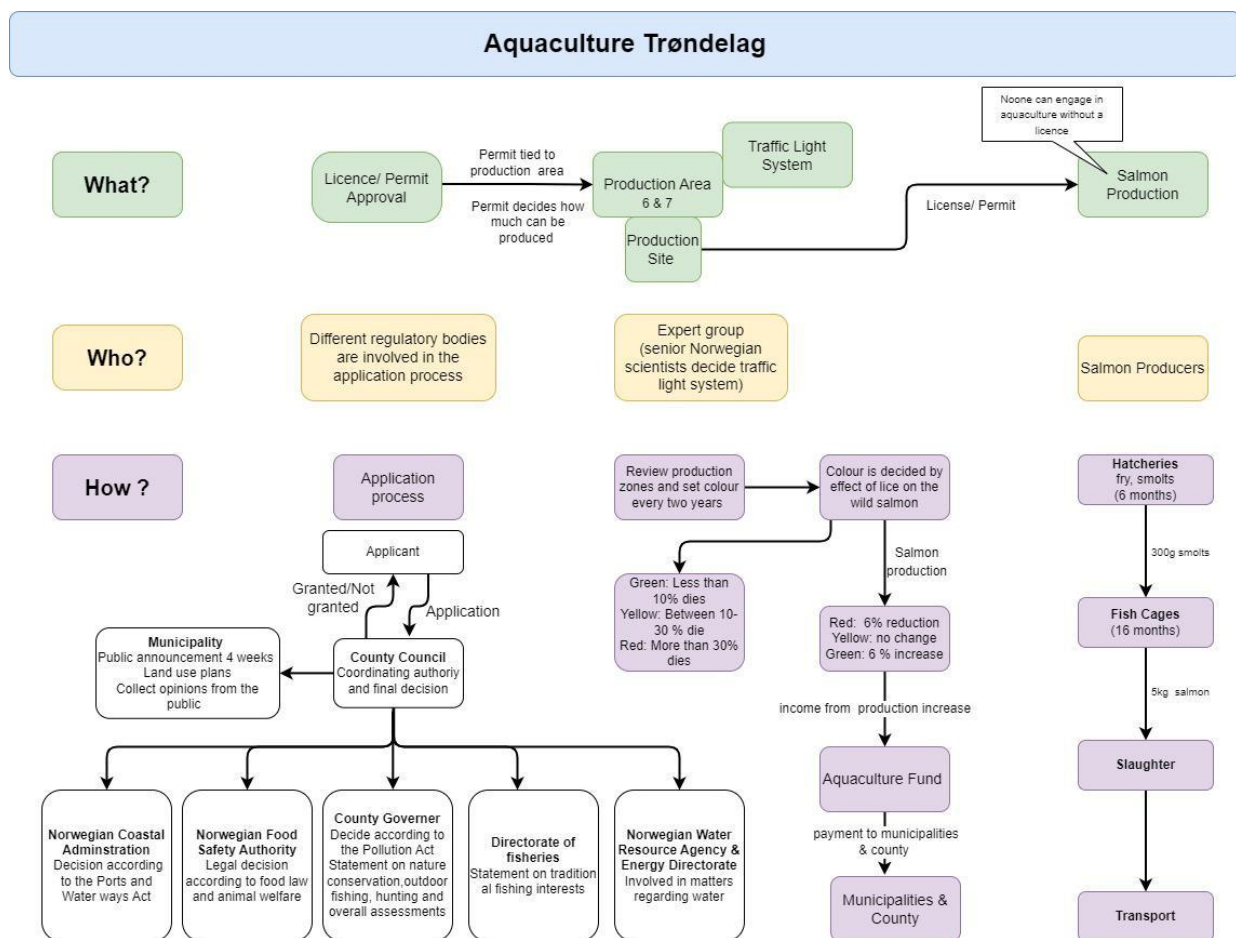 Aquaculture Trøndelag
Noone can engage in
aquaculture without a
licence
What?
Licence/ Permit
Approval
Permit tied to
production area
Permit decides how
much can be
produced
Production Area
6 & 7
Traffic Light
System
Production
Site
License/ Permit
Salmon
Production
Who?
Different regulatory bodies
are involved in the
application process
Expert group
(senior Norwegian
scientists decide traffic
light system)
Salmon Producers
How ?
Application
process
Applicant
Granted/Not
granted
Application
Municipality
Public announcement 4 weeks
Land use plans
Collect opinions from the
public
County Council
Coordinating authoriy
and final decision
Norwegian Coastal
Adminstration
Decision according
to the Ports and
Water ways Act
Norwegian Food
Safety Authority
Legal decision
according to food law
and animal welfare
County Governer
Decide according to
the Pollution Act
Statement on nature
conservation,outdoor
fishing, hunting and
overall assessments
Directorate of
fisheries
Statement on tradition
al fishing interests
Norwegian Water
Resource Agency &
Energy Directorate
Involved in matters
regarding water
Review production
zones and set colour
every two years
Colour is decided by
effect of lice on the
wild salmon
Green: Less than
10% dies
Yellow: Between 10-
30 % die
Red: More than 30%
dies
Salmon
production
Red: 6% reduction
Yellow: no change
Green: 6 % increase
income from production increase
Aquaculture Fund
payment to municipalities
& county
Municipalities &
County
Hatcheries
fry, smolts
(6 months)
300g smolts
Fish Cages
(16 months)
5kg salmon
Slaughter
Transport